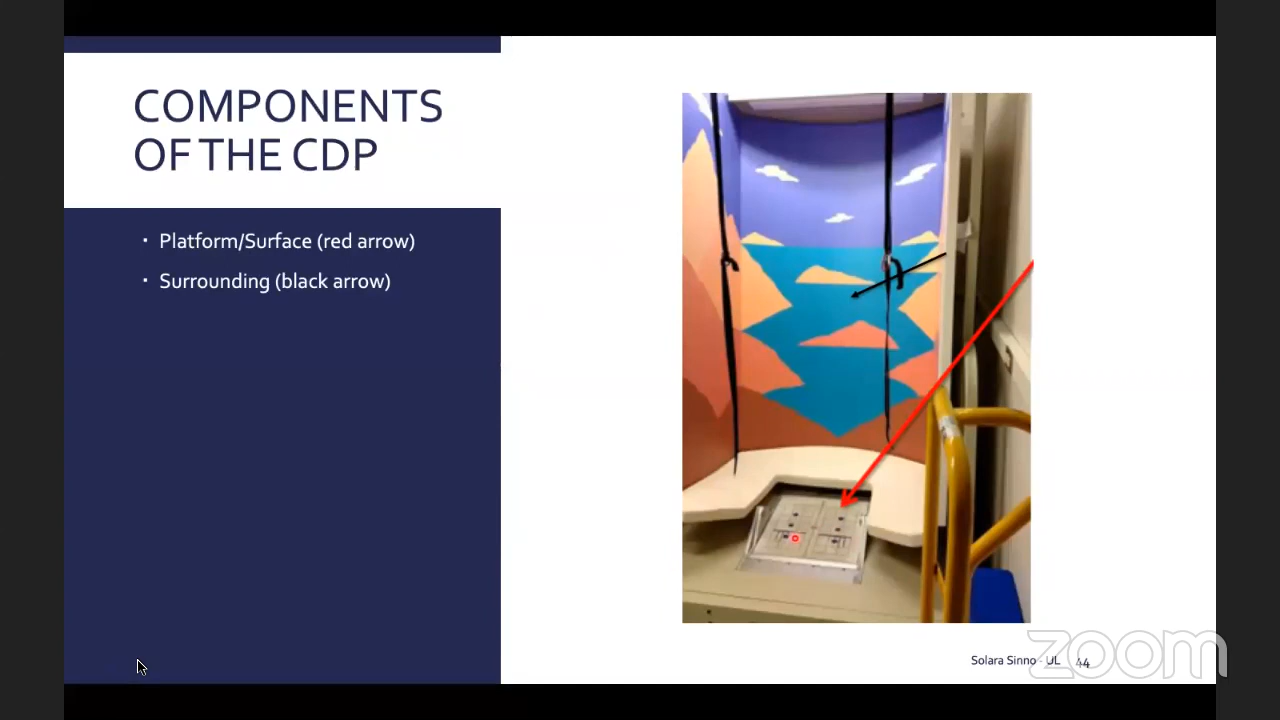 COMPONENTS
OF THE CDP
· Platform/Surface (red arrow)
· Surrounding (black arrow)
Solara Sinno - UL 44
zoom